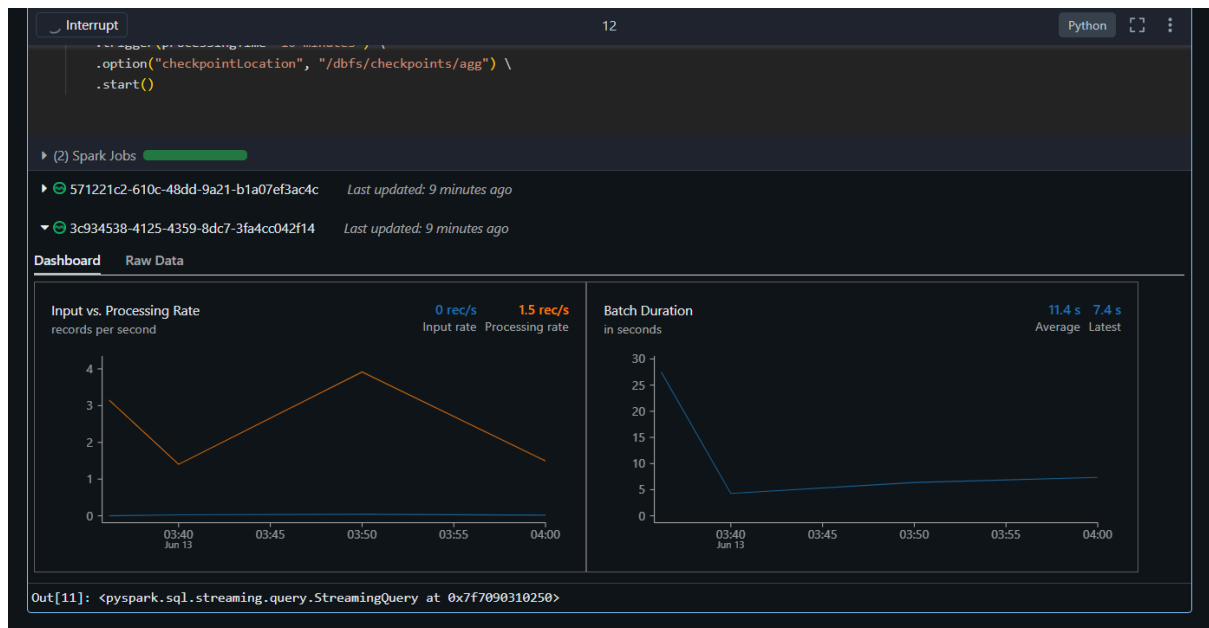 Interrupt
12
Python
.trigger(processingTime='10 minutes') \
.option("checkpointLocation", "/dbfs/checkpoints/agg") \
.start()
(2) Spark Jobs
571221c2-610c-48dd-9a21-b1a07ef3ac4c Last updated: 9 minutes ago
3c934538-4125-4359-8dc7-3fa4cc042f14 Last updated: 9 minutes ago
Dashboard Raw Data
Input vs. Processing Rate
records per second
0 rec/s 1.5 rec/s
Input rate Processing rate
4
3
2
1
0
03:40 03:45 03:50 03:55 04:00
Jun 13
Batch Duration
in seconds
11.4 s 7.4 s
Average Latest
30
25
20
15
10
5
0
03:40 03:45 03:50 03:55 04:00
Jun 13
Out[11]: <pyspark.sql.streaming.query.StreamingQuery at 0x7f7090310250>